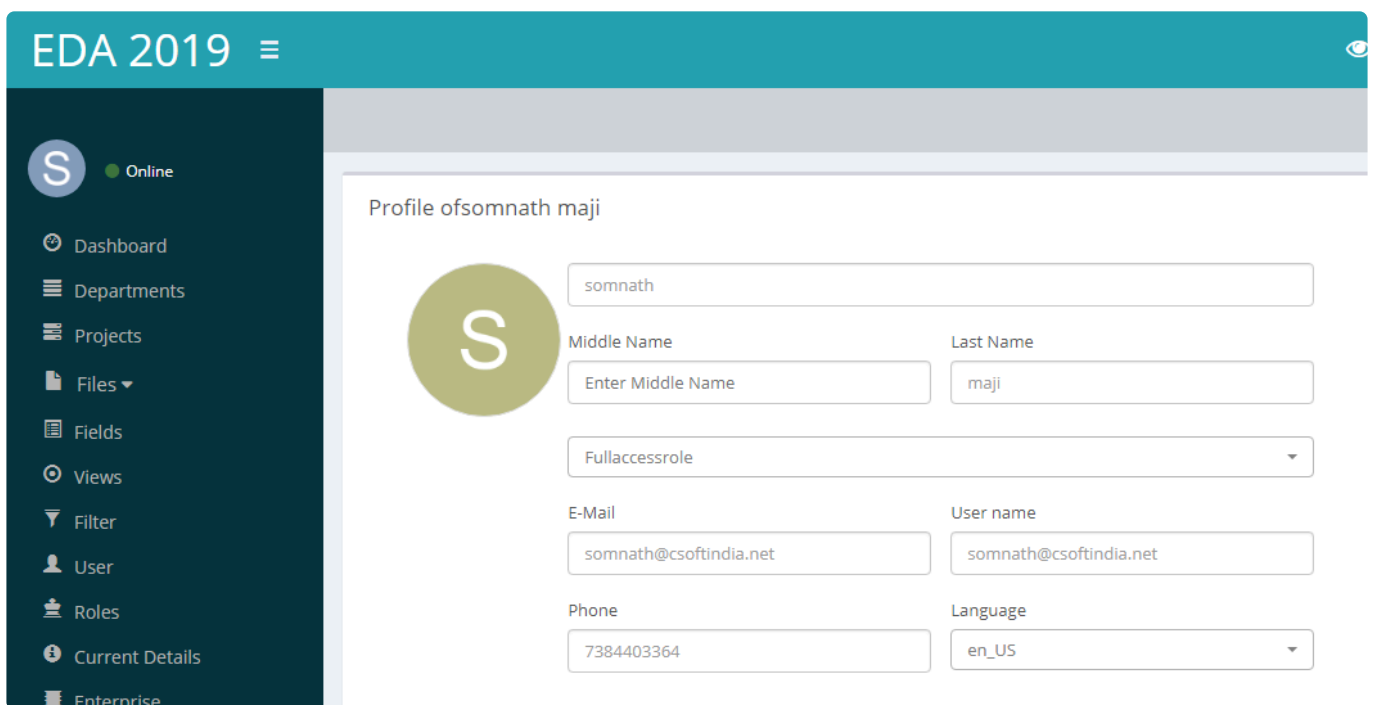 EDA 2019
S
Online
Dashboard
Departments
Projects
Files
Fields
Views
Filter
User
Roles
Current Details
Enterprise
Profile ofsomnath maji
S
somnath
Middle Name Last Name
Enter Middle Name maji
Fullaccessrole
E-Mail User name
somnath@csoftindia.net somnath@csoftindia.net
Phone Language
7384403364 en_US